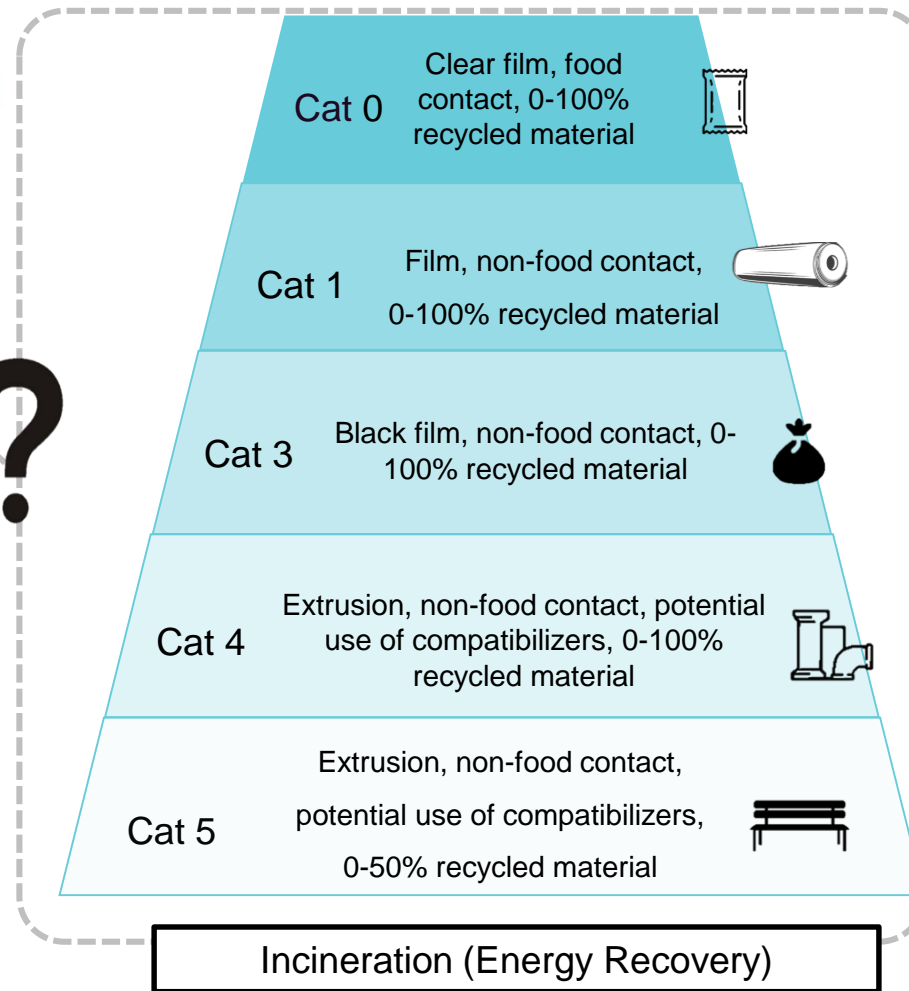 Cat 0
Clear film, food
contact, 0-100%
recycled material
Cat 1
Film, non-food contact,
0-100% recycled material
?
Cat 3
Black film, non-food contact, 0-
100% recycled material
Cat 4
Extrusion, non-food contact, potential
use of compatibilizers, 0-100%
recycled material
Cat 5
Extrusion, non-food contact,
potential use of compatibilizers,
0-50% recycled material
Incineration (Energy Recovery)